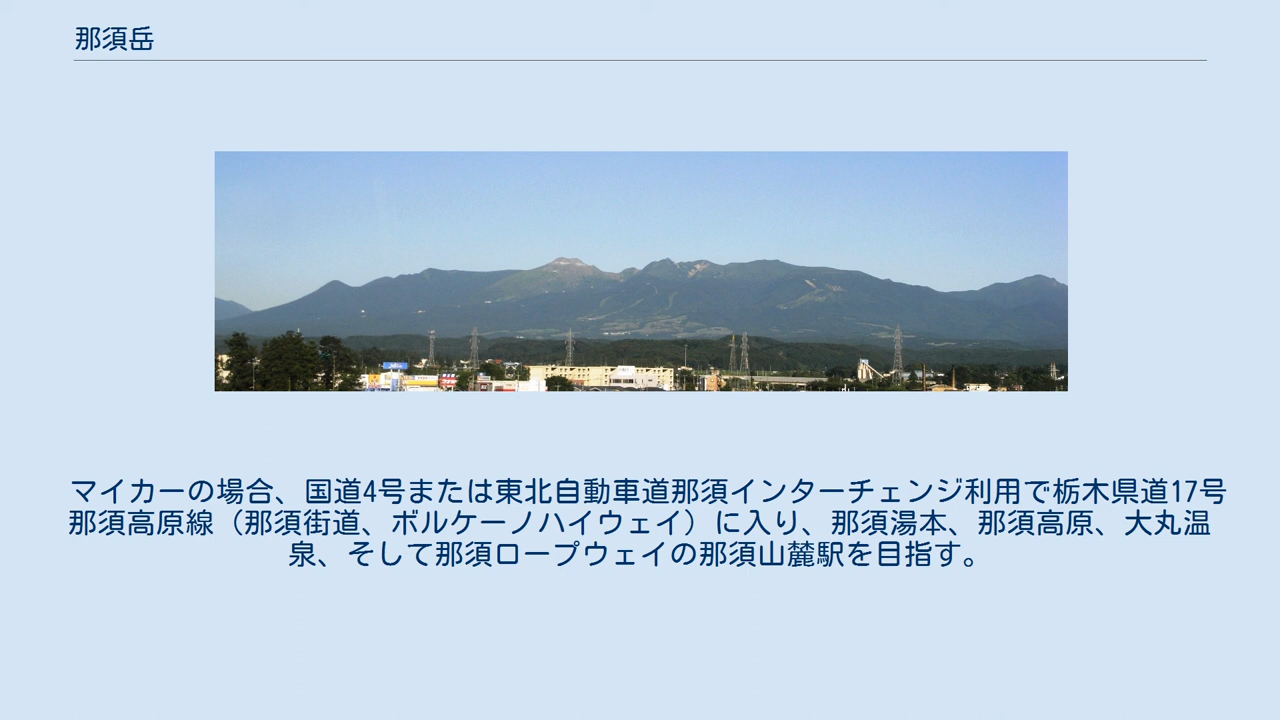 那須岳
マイカーの場合、国道4号または東北自動車道那須インターチェンジ利用で栃木県道17号
那須高原線（那須街道、ボルケーノハイウェイ）に入り、那須湯本、那須高原、大丸温
泉、そして那須ロープウェイの那須山麓駅を目指す。